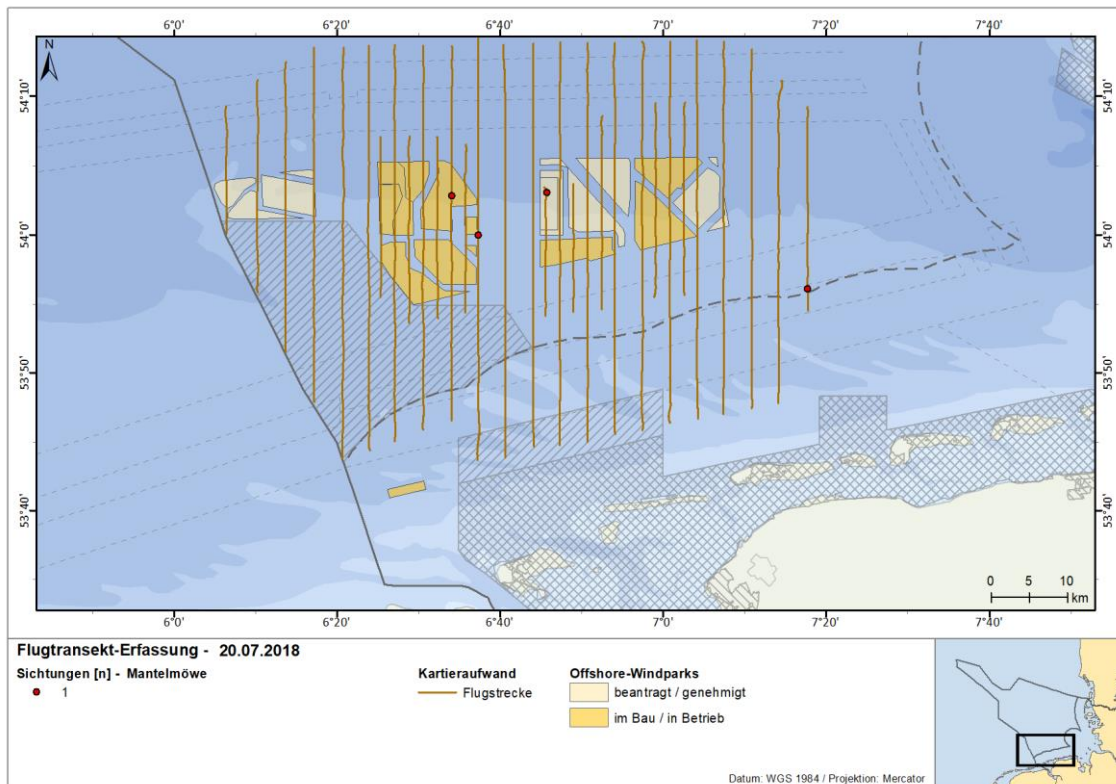 6°0' 6°20' 6°40' 7°0' 7°20' 7°40'
N
54°10' 54°10'
54°0' 54°0'
53°50' 53°50'
53°40' 53°40'
0 5 10
km
6°0' 6°20' 6°40' 7°0' 7°20' 7°40'
Flugtransekt-Erfassung - 20.07.2018
Sichtungen [n] - Mantelmöwe
1
Kartieraufwand
Flugstrecke
Offshore-Windparks
beantragt / genehmigt
im Bau / in Betrieb
Datum: WGS 1984 / Projektion: Mercator